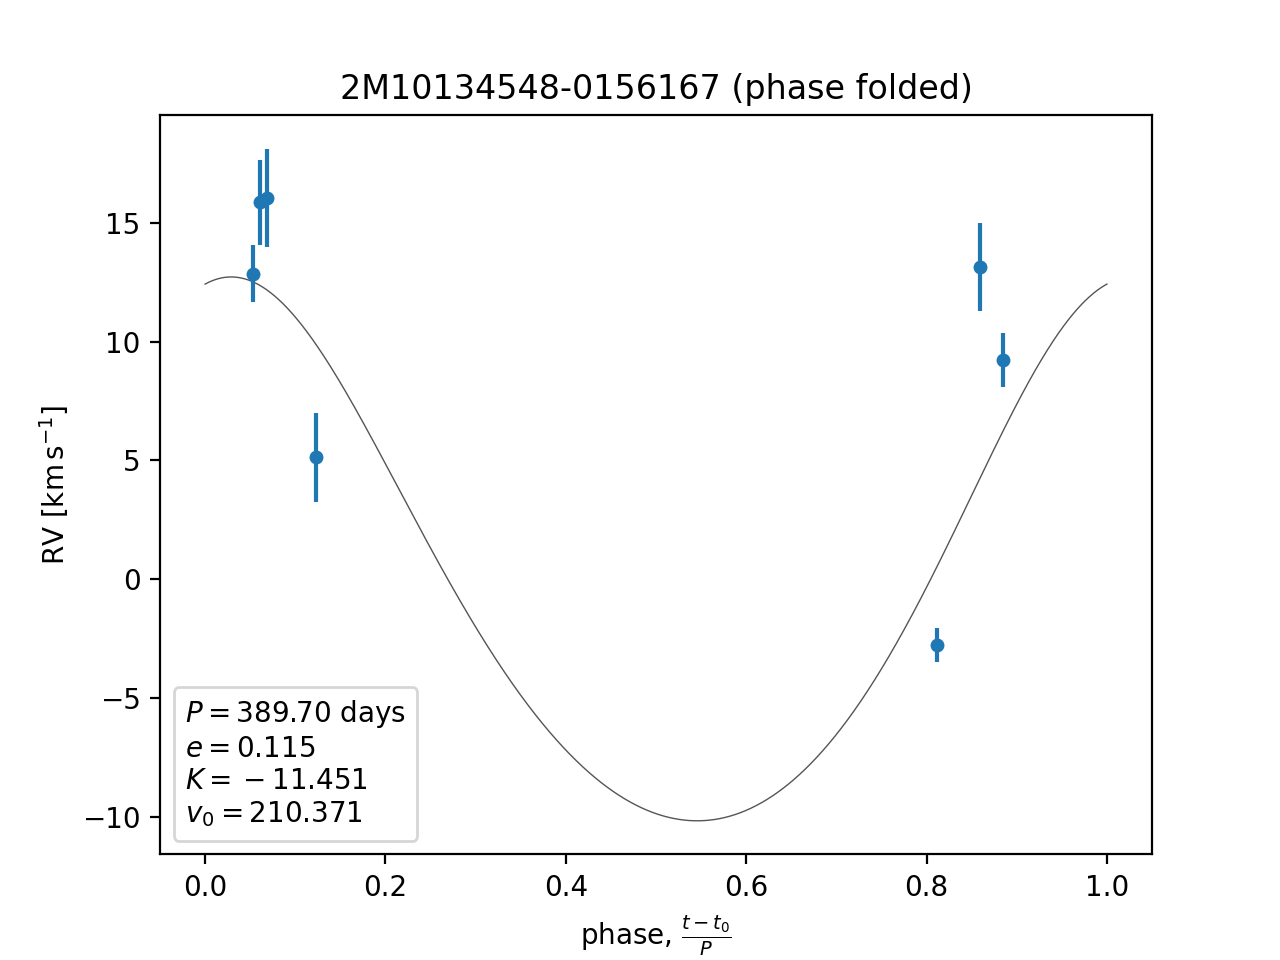 2M10134548-0156167 (phase folded)
RV [km s⁻¹]
15
10
5
0
−5
−10
P = 389.70 days
e = 0.115
K = −11.451
v₀ = 210.371
0.0 0.2 0.4 0.6 0.8 1.0
phase, (t − t₀)/P